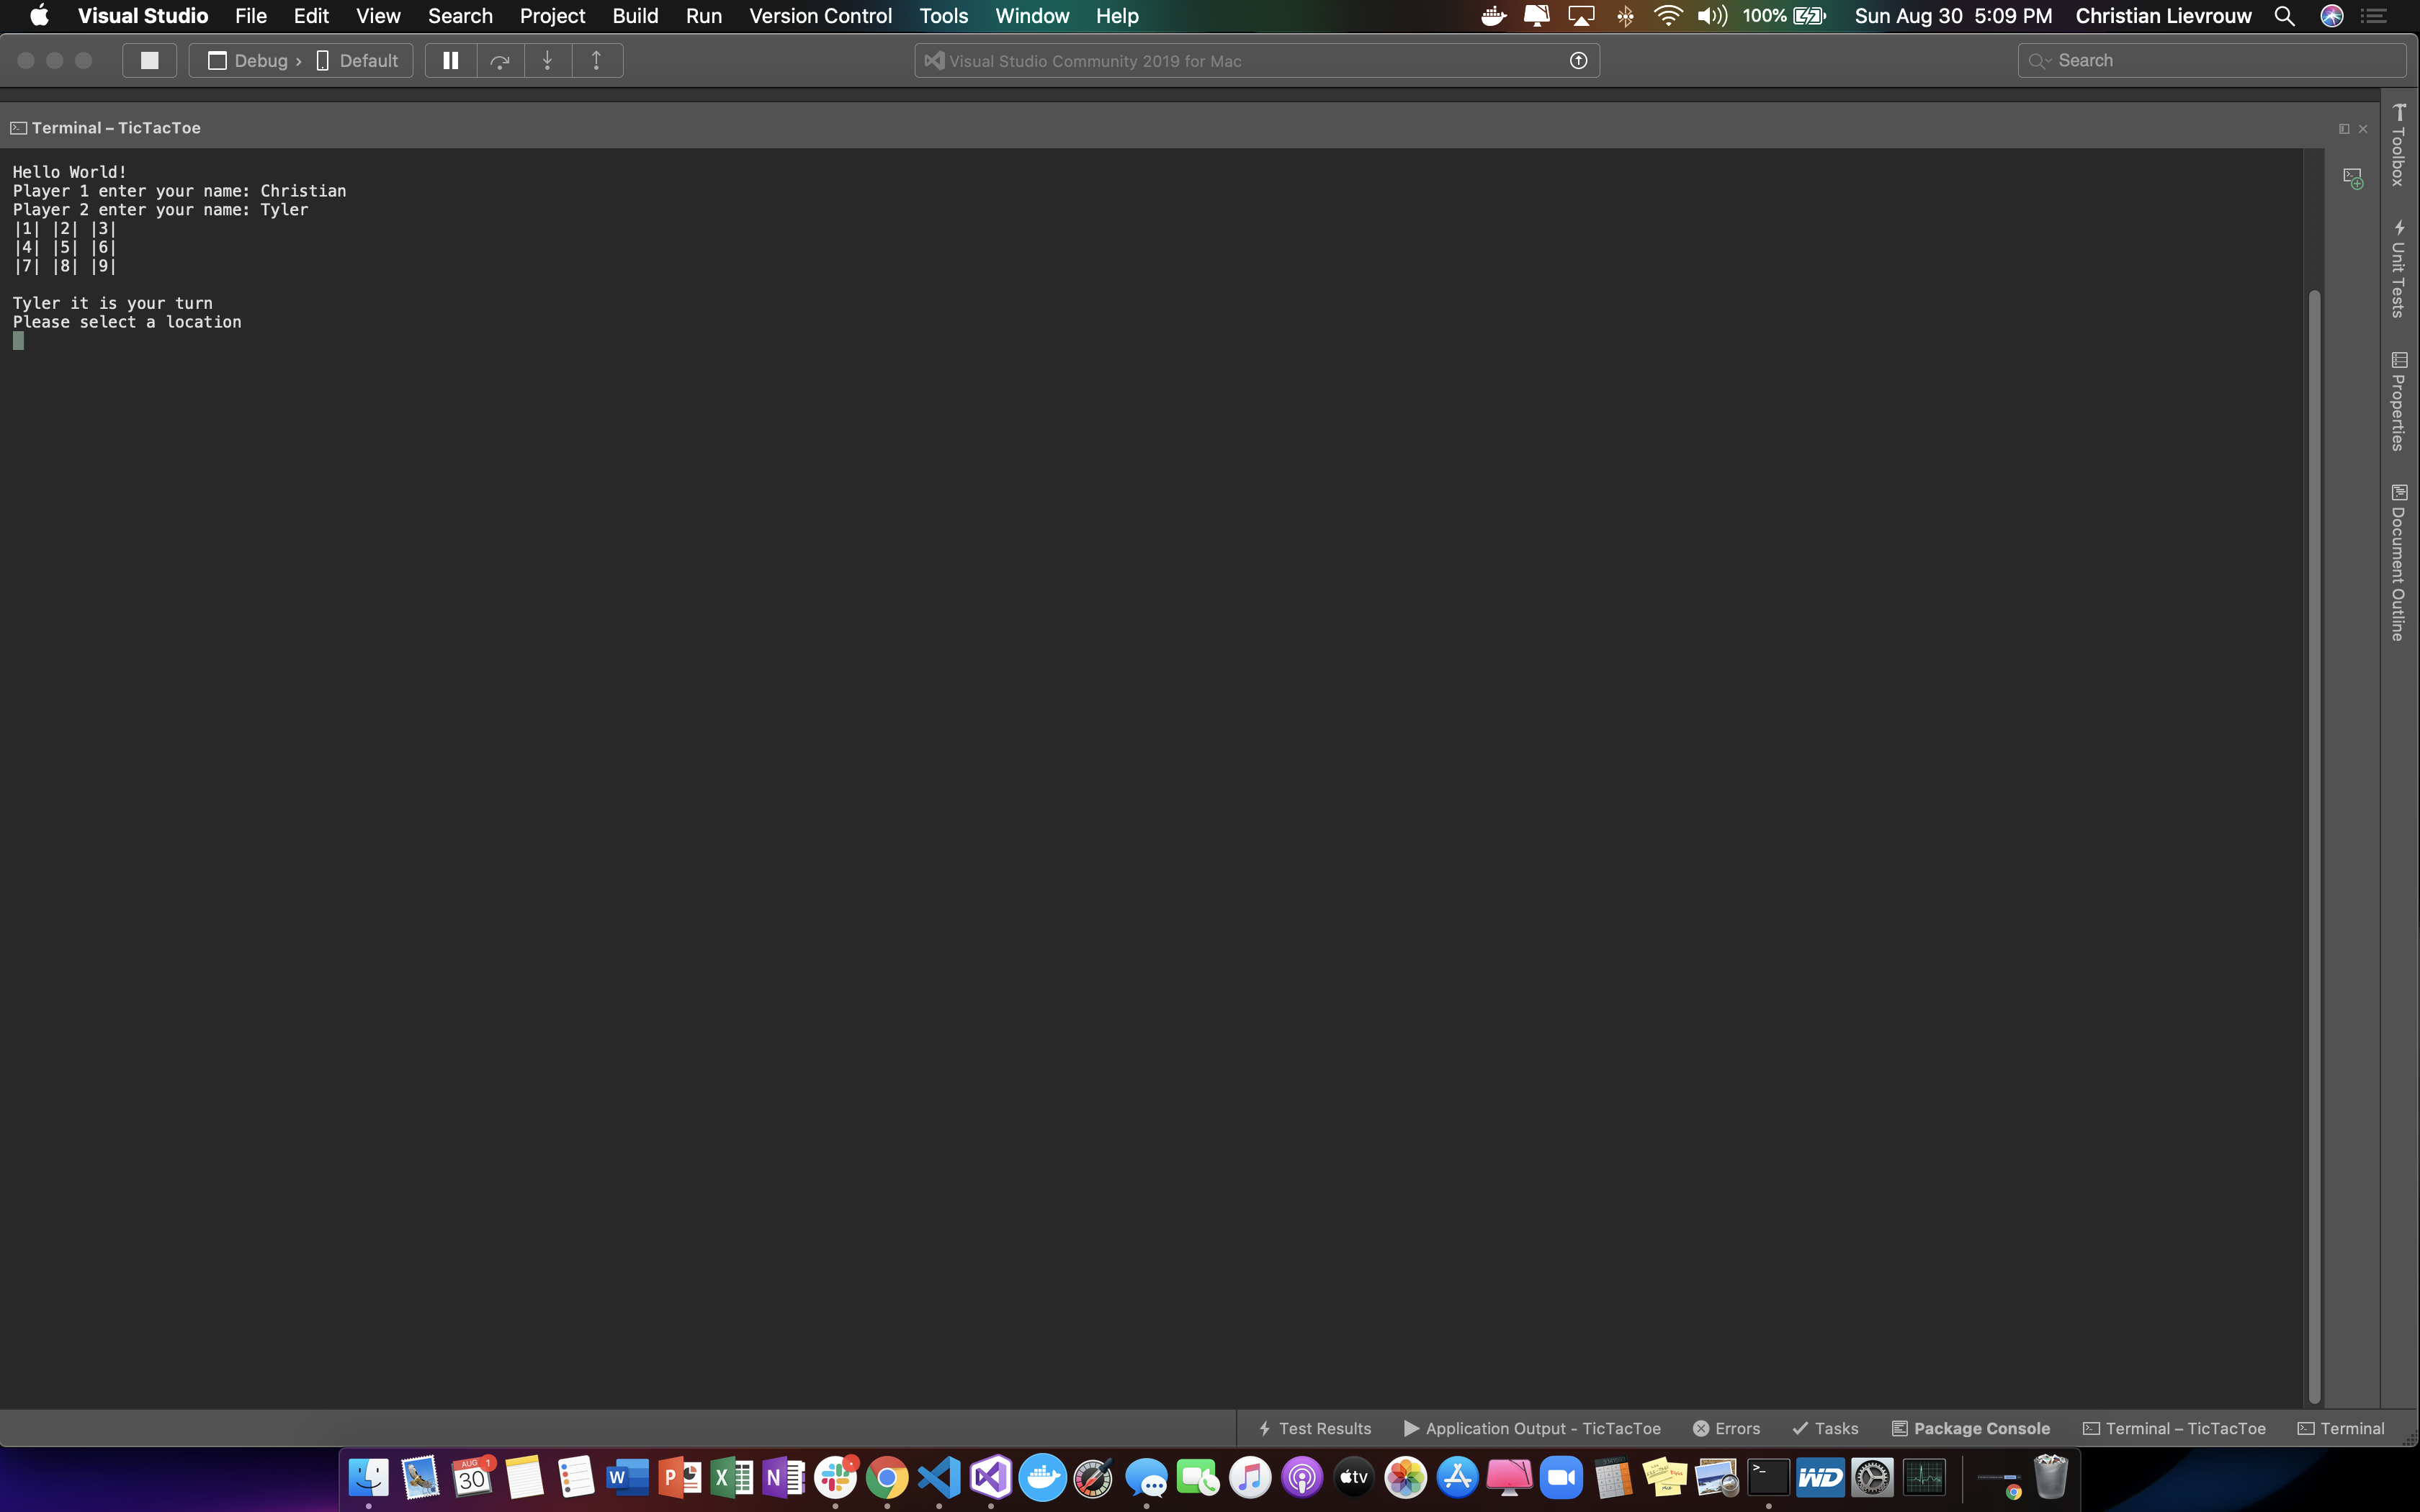 Visual Studio File Edit View Search Project Build Run Version Control Tools Window Help 100% Sun Aug 30 5:09 PM Christian Lievrouw
Debug › Default Visual Studio Community 2019 for Mac Search
Terminal – TicTacToe
Hello World!
Player 1 enter your name: Christian
Player 2 enter your name: Tyler
|1| |2| |3|
|4| |5| |6|
|7| |8| |9|
Tyler it is your turn
Please select a location
Toolbox
Unit Tests
Properties
Document Outline
Test Results Application Output - TicTacToe Errors Tasks Package Console Terminal – TicTacToe Terminal
AUG 1
30
W P X N tv >_ WD